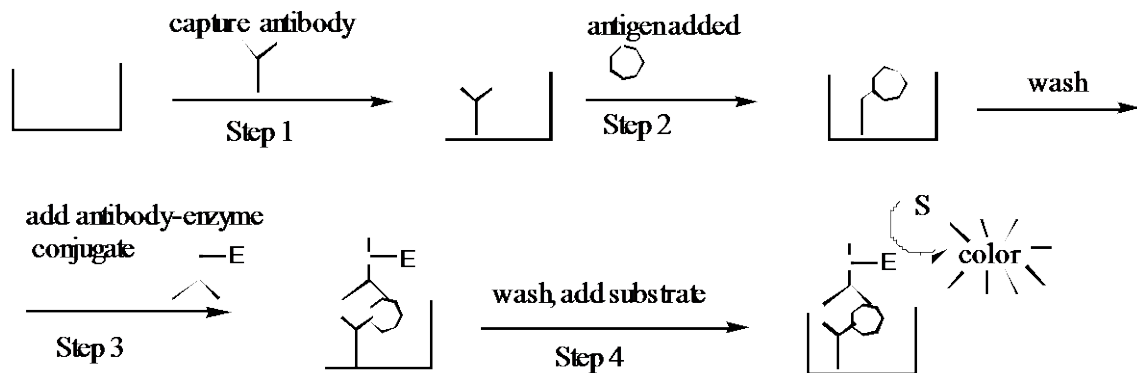 capture antibody
antigen added
Step 1
Step 2
wash
add antibody-enzyme
conjugate
E
Step 3
E
wash, add substrate
Step 4
S
E
color